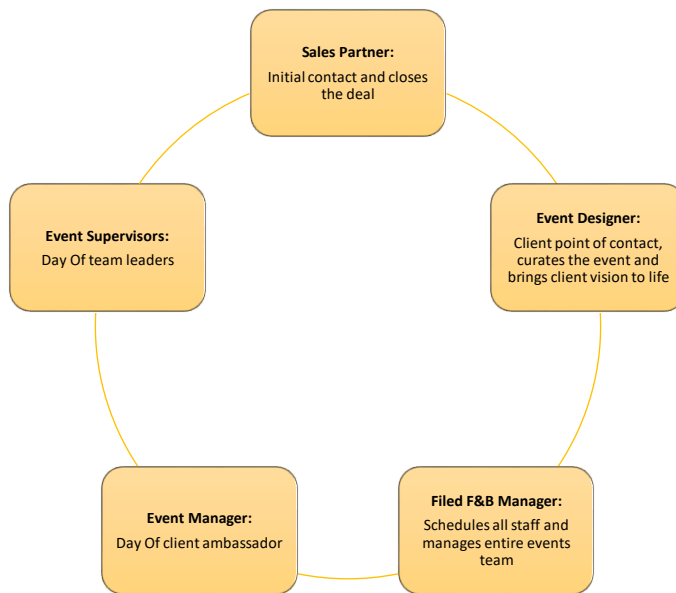 Sales Partner:
Initial contact and closes
the deal
Event Designer:
Client point of contact,
curates the event and
brings client vision to life
Filed F&B Manager:
Schedules all staff and
manages entire events
team
Event Manager:
Day Of client ambassador
Event Supervisors:
Day Of team leaders